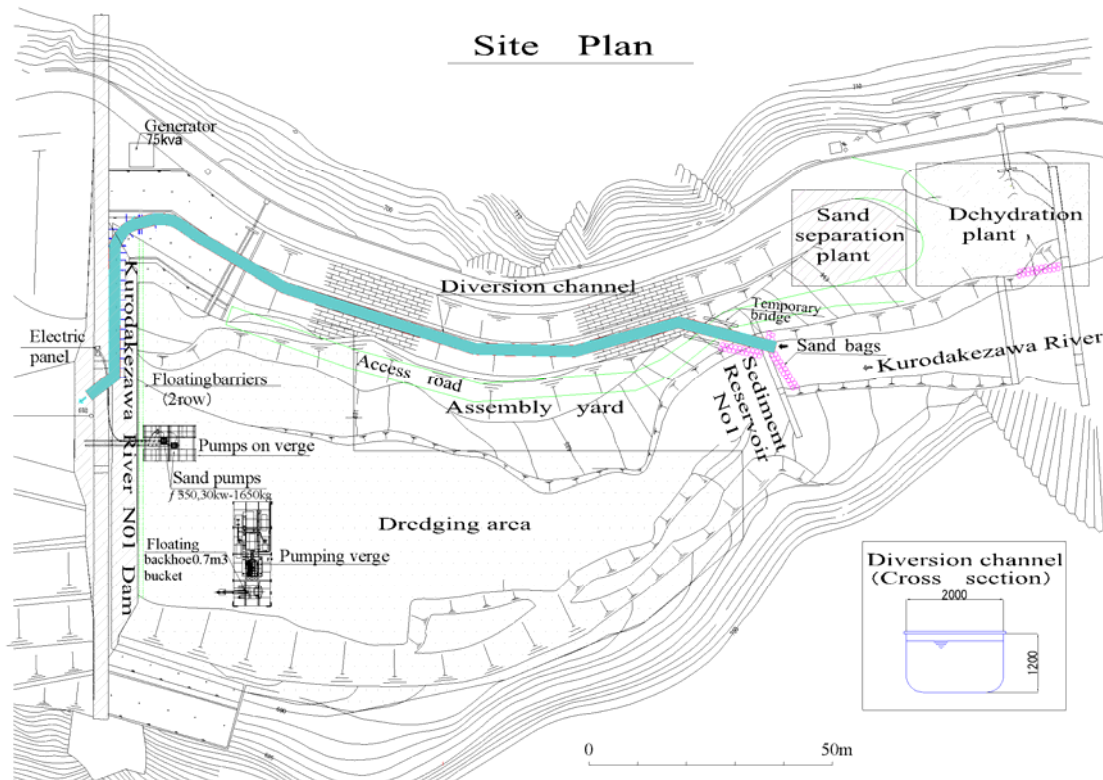 Site Plan
Generator
75kva
Diversion channel
Sand
separation
plant
Dchydration
plant
Temporary
bridge
Sand bags
Kurodakezawa River
Electric
panel
Kurodakezawa River N01 Dam
Floatingbarriers
(2row)
Access road
Assembly yard
Sediment
Reservoir
No1
Pumps on verge
Sand pumps
ƒ 350,30kw-1650kg
Dredging area
Floating
backhoe0.7m3
bucket
Pumping verge
Diversion channel
(Cross scction)
2000
1200
0
50m